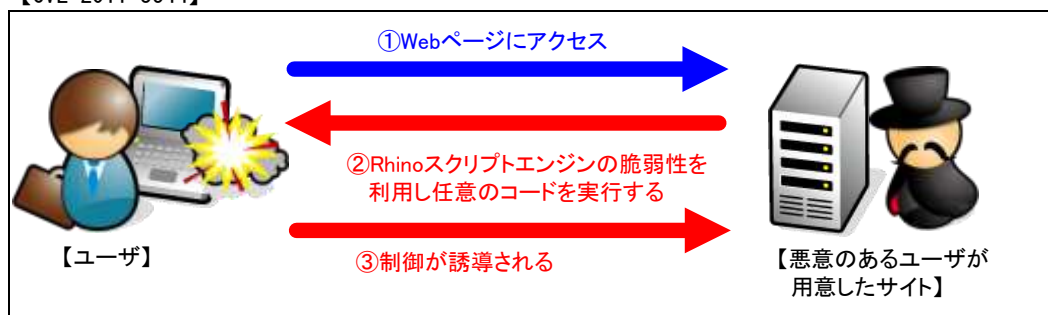 【CVE-2011-3544】
①Webページにアクセス
②Rhinoスクリプトエンジンの脆弱性を
利用し任意のコードを実行する
③制御が誘導される
【ユーザ】
【悪意のあるユーザが
用意したサイト】